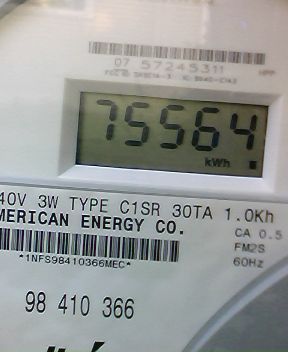 07 57245311
75564
kWh
40V 3W TYPE C1SR 30TA 1.0Kh
MERICAN ENERGY CO.
CA 0.5
FM2S
*1NFS98410366MEC*
60Hz
98 410 366